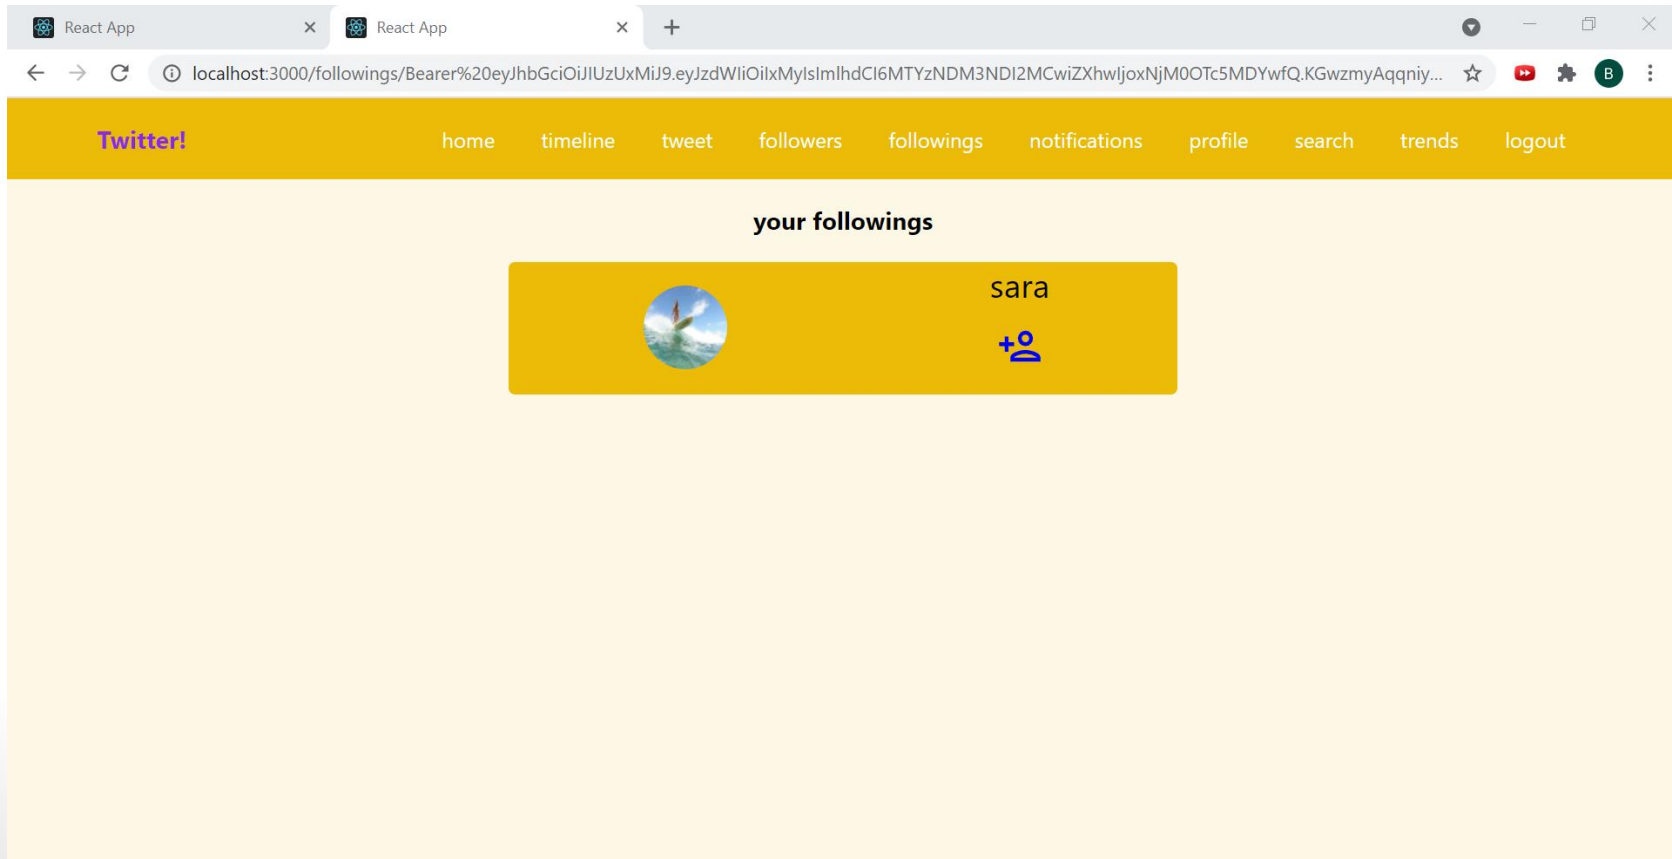 React App
React App
localhost:3000/followings/Bearer%20eyJhbGciOiJIUzUxMiJ9.eyJzdWIiOiIxMyIsImlhdCI6MTYzNDM3NDI2MCwiZXhwIjoxNjM0OTc5MDYwfQ.KGwzmyAqqniy...
B
Twitter! home timeline tweet followers followings notifications profile search trends logout
your followings
sara